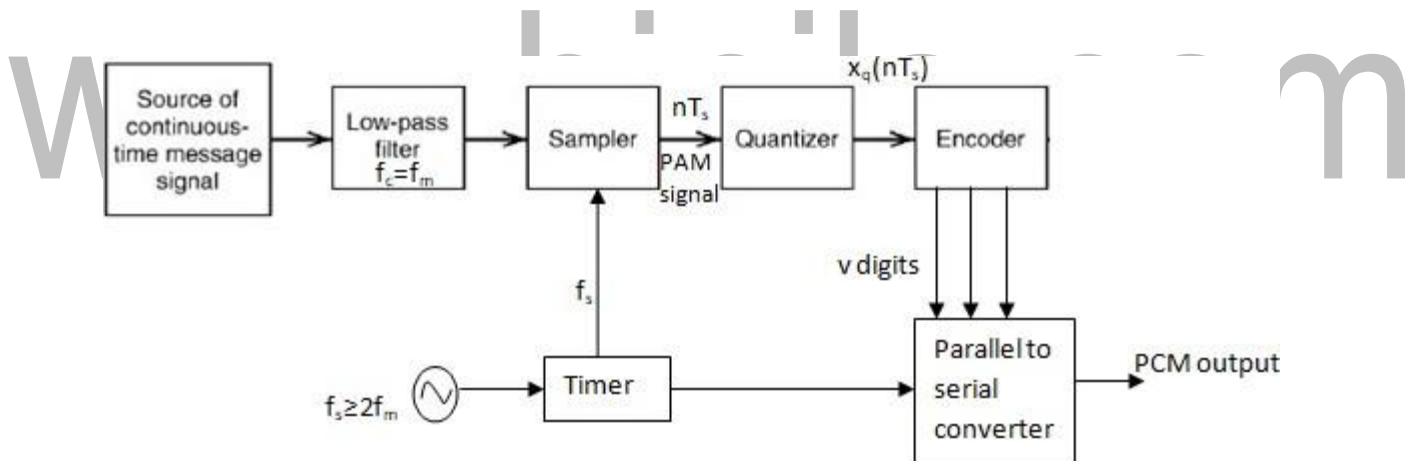 Source of
continuous-
time message
signal
Low-pass
filter
f_c=f_m
Sampler
nT_s
PAM
signal
Quantizer
x_q(nT_s)
Encoder
v digits
f_s
f_s≥2f_m
Timer
Parallel to
serial
converter
PCM output